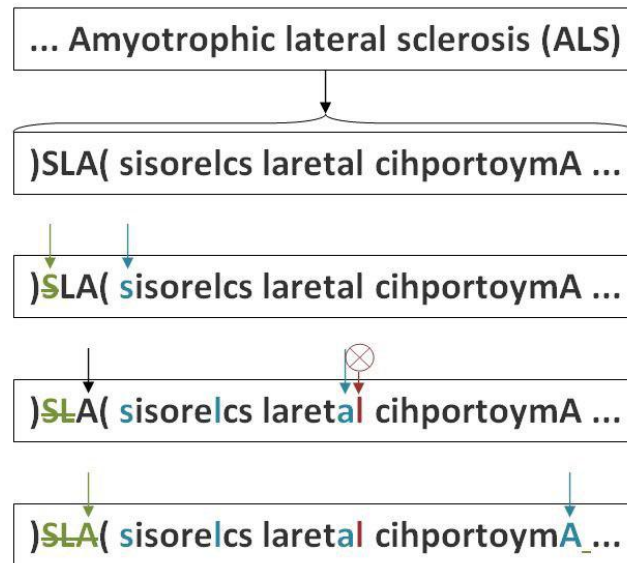 ... Amyotrophic lateral sclerosis (ALS)
)SLA( sisorelcs laretal cihportoymA ...
)SLA( sisorelcs laretal cihportoymA ...
)SLA( sisorelcs laretal cihportoymA ...
)SLA( sisorelcs laretal cihportoymA_...